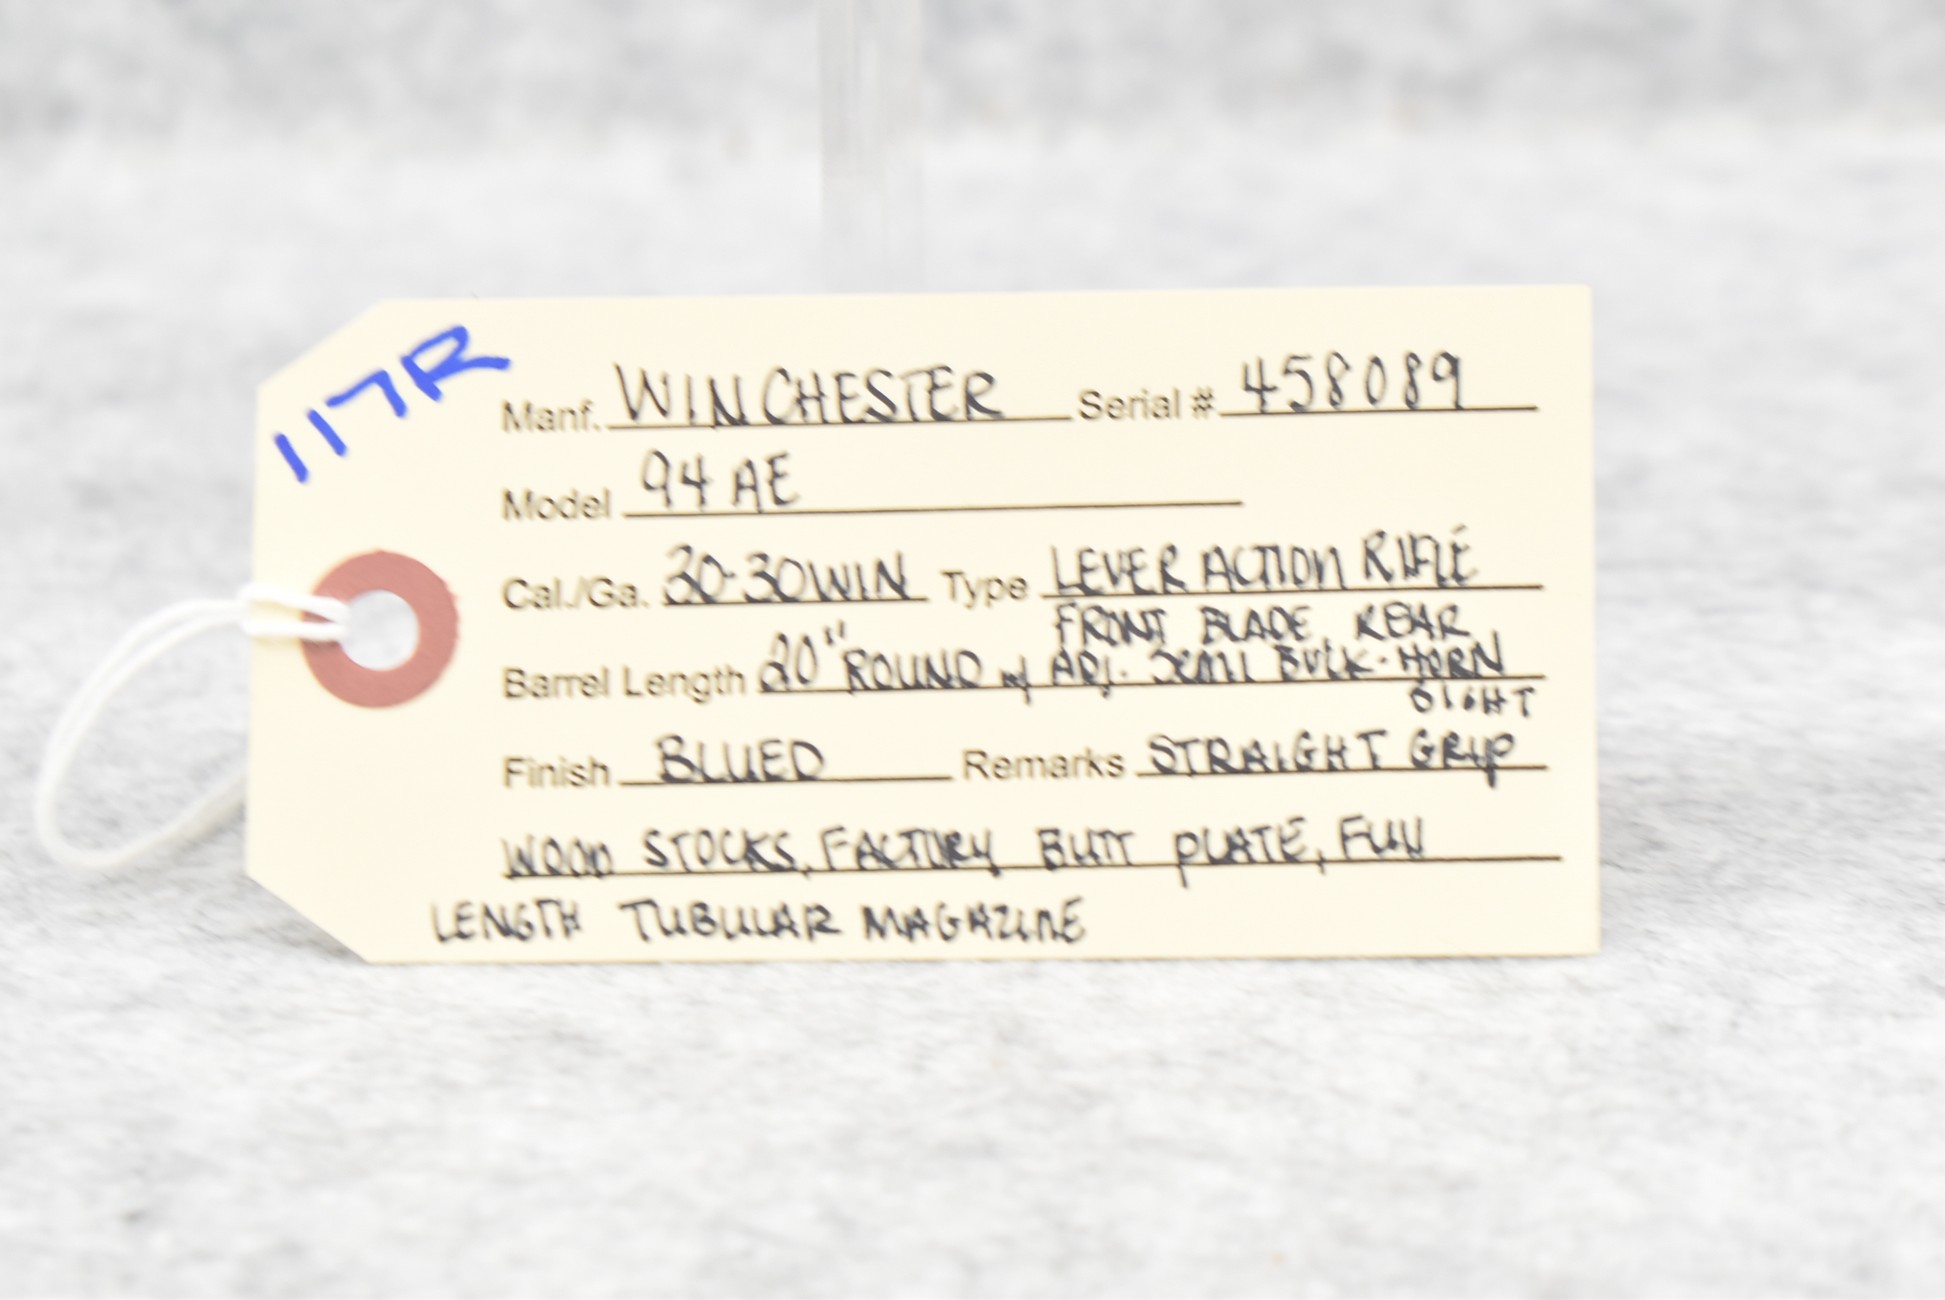 117R
Manf. WINCHESTER Serial # 458089
Model 94 AE
Cal./Ga. 30-30 WIN Type LEVER ACTION RIFLE
FRONT BLADE, REAR
Barrel Length 20" ROUND w/ ADJ. SEMI BUCK-HORN
SIGHT
Finish BLUED Remarks STRAIGHT GRIP
WOOD STOCKS, FACTORY BUTT PLATE, FULL
LENGTH TUBULAR MAGAZINE